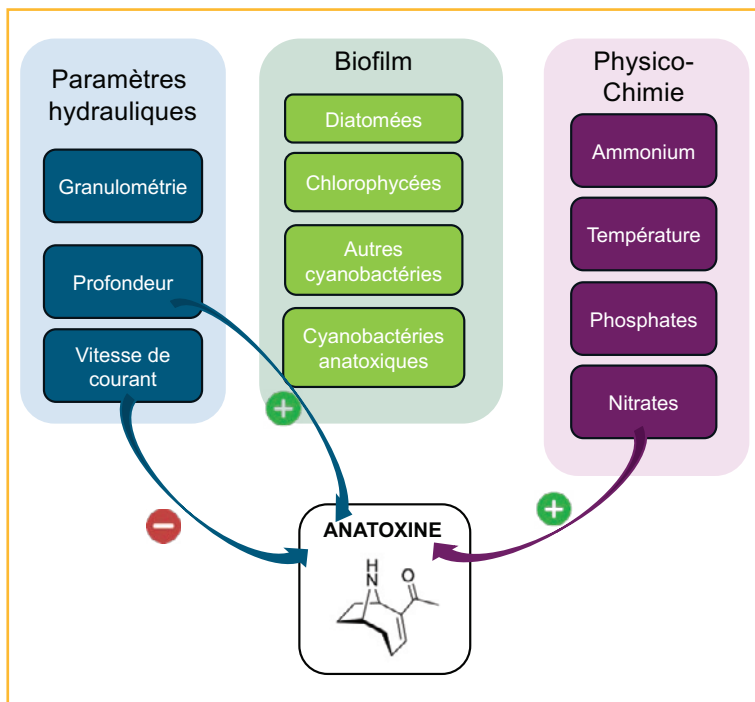 Paramètres
hydrauliques
Granulométrie
Profondeur
Vitesse de
courant
Biofilm
Diatomées
Chlorophycées
Autres
cyanobactéries
Cyanobactéries
anatoxiques
Physico-
Chimie
Ammonium
Température
Phosphates
Nitrates
+
−
+
ANATOXINE
H
N
O